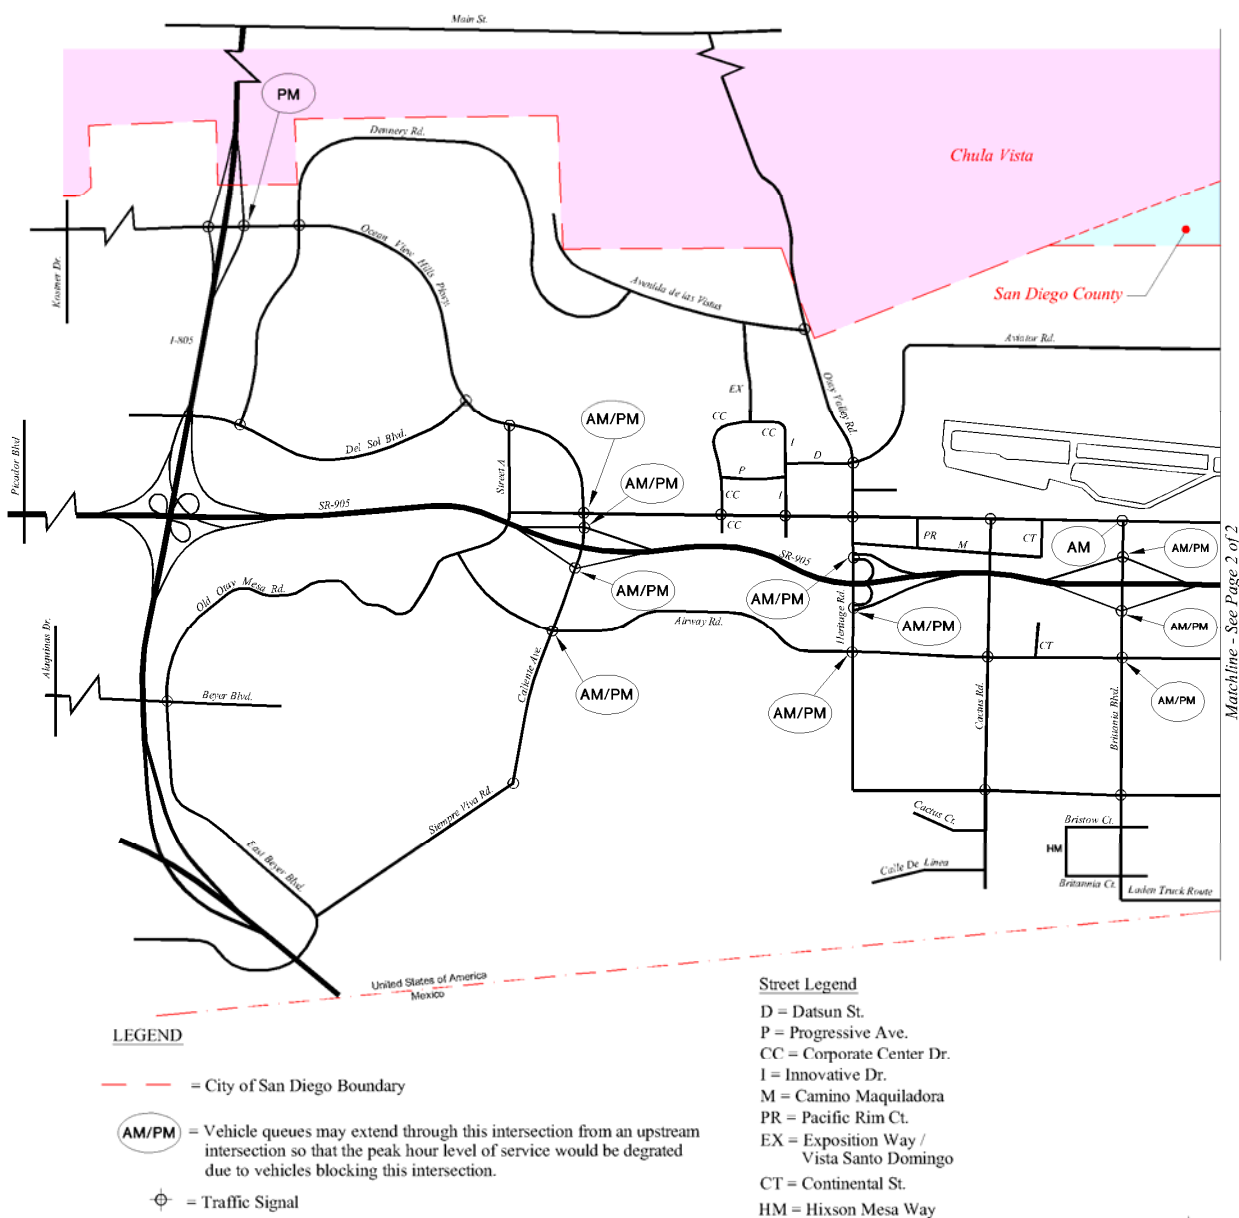 Main St.
PM
Dennery Rd.
Chula Vista
Ocean View Hills Pkwy.
Kostner Dr.
Avenida de las Vistas
San Diego County
I-805
Aviator Rd.
EX
Otay Valley Rd.
CC
AM/PM
CC
I
Del Sol Blvd.
D
Picador Blvd
Street A
P
AM/PM
CC
I
SR-905
CC
PR
M
CT
AM
AM/PM
SR-905
Old Otay Mesa Rd.
AM/PM
AM/PM
Heritage Rd.
AM/PM
AM/PM
Airway Rd.
Alaquinas Dr.
CT
Caliente Ave.
AM/PM
AM/PM
AM/PM
Beyer Blvd.
Cactus Rd.
Britania Blvd.
Matchline - See Page 2 of 2
Siempre Viva Rd.
Cactus Ct.
Bristow Ct.
HM
East Beyer Blvd.
Calle De Linea
Britannia Ct.
Laden Truck Route
United States of America
Mexico
LEGEND
= City of San Diego Boundary
AM/PM = Vehicle queues may extend through this intersection from an upstream
intersection so that the peak hour level of service would be degrated
due to vehicles blocking this intersection.
= Traffic Signal
Street Legend
D = Datsun St.
P = Progressive Ave.
CC = Corporate Center Dr.
I = Innovative Dr.
M = Camino Maquiladora
PR = Pacific Rim Ct.
EX = Exposition Way /
Vista Santo Domingo
CT = Continental St.
HM = Hixson Mesa Way